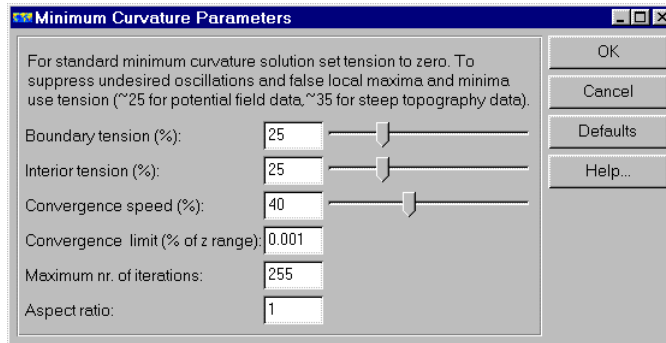 Minimum Curvature Parameters
For standard minimum curvature solution set tension to zero. To
suppress undesired oscillations and false local maxima and minima
use tension (~25 for potential field data,~35 for steep topography data).
Boundary tension (%): 25
Interior tension (%): 25
Convergence speed (%): 40
Convergence limit (% of z range): 0.001
Maximum nr. of iterations: 255
Aspect ratio: 1
OK
Cancel
Defaults
Help...